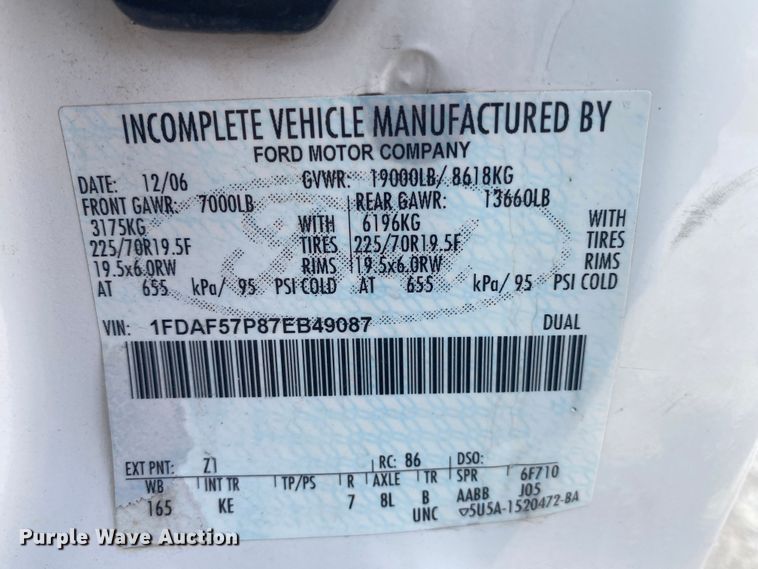 INCOMPLETE VEHICLE MANUFACTURED BY
FORD MOTOR COMPANY
DATE: 12/06 GVWR: 19000LB/ 8618KG
FRONT GAWR: 7000LB REAR GAWR: 13660LB
3175KG WITH 6196KG WITH
225/70R19.5F TIRES 225/70R19.5F TIRES
19.5x6.0RW RIMS 19.5x6.0RW RIMS
AT 655 kPa/ 95 PSI COLD AT 655 kPa/ 95 PSI COLD
VIN: 1FDAF57P87EB49087 DUAL
EXT PNT: Z1 RC: 86 DSO:
WB INT TR TP/PS R AXLE TR SPR 6F710
165 KE 7 8L B AABB J05
UNC ▽5U5A-1520472-BA
Purple Wave Auction